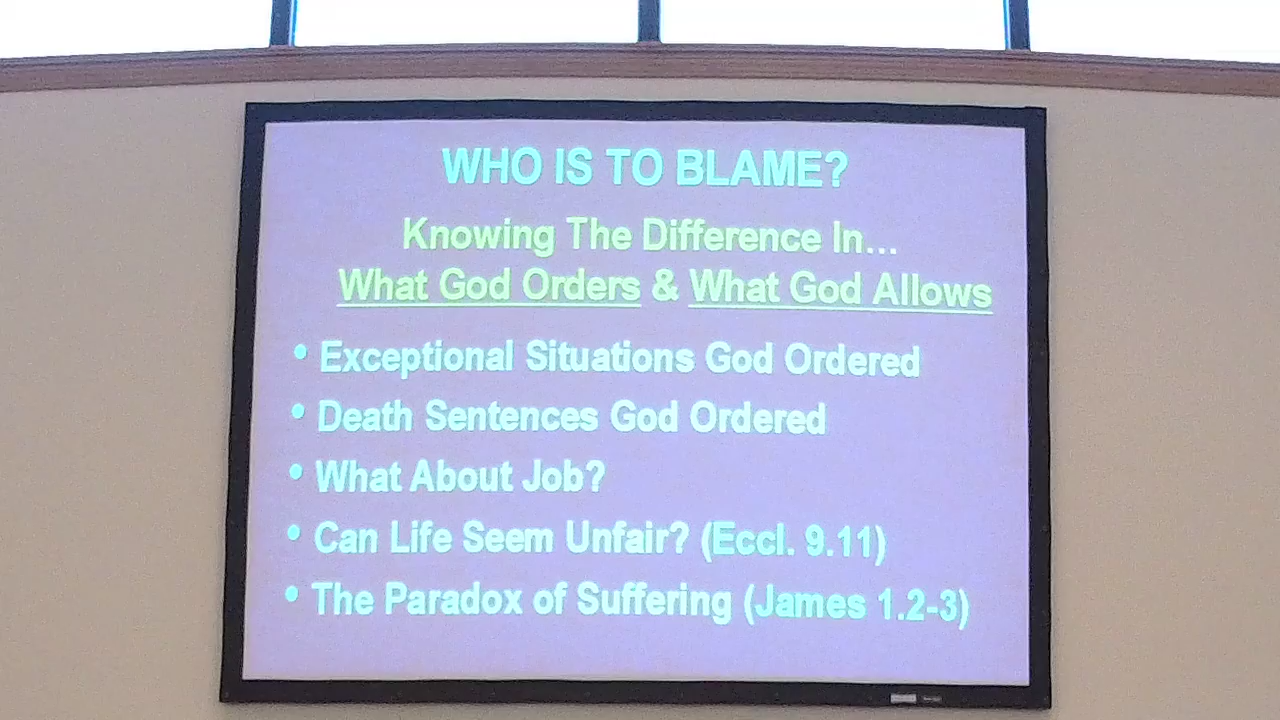 WHO IS TO BLAME?
Knowing The Difference In...
What God Orders & What God Allows
• Exceptional Situations God Ordered
• Death Sentences God Ordered
• What About Job?
• Can Life Seem Unfair? (Eccl. 9.11)
• The Paradox of Suffering (James 1.2-3)